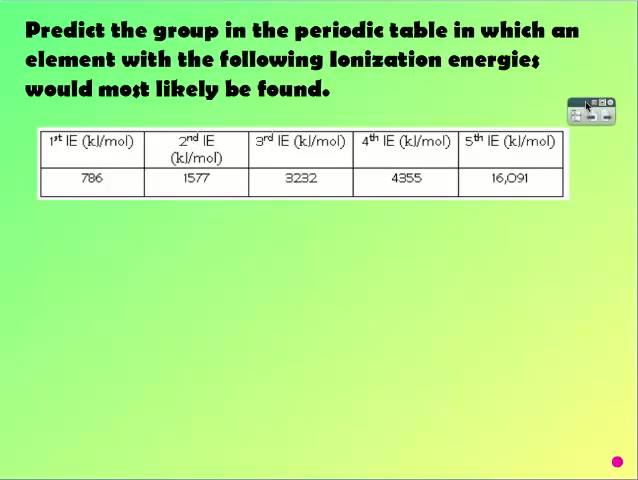 Predict the group in the periodic table in which an
element with the following Ionization energies
would most likely be found.
1st IE (kJ/mol) 2nd IE (kJ/mol) 3rd IE (kJ/mol) 4th IE (kJ/mol) 5th IE (kJ/mol)
786 1577 3232 4355 16,091